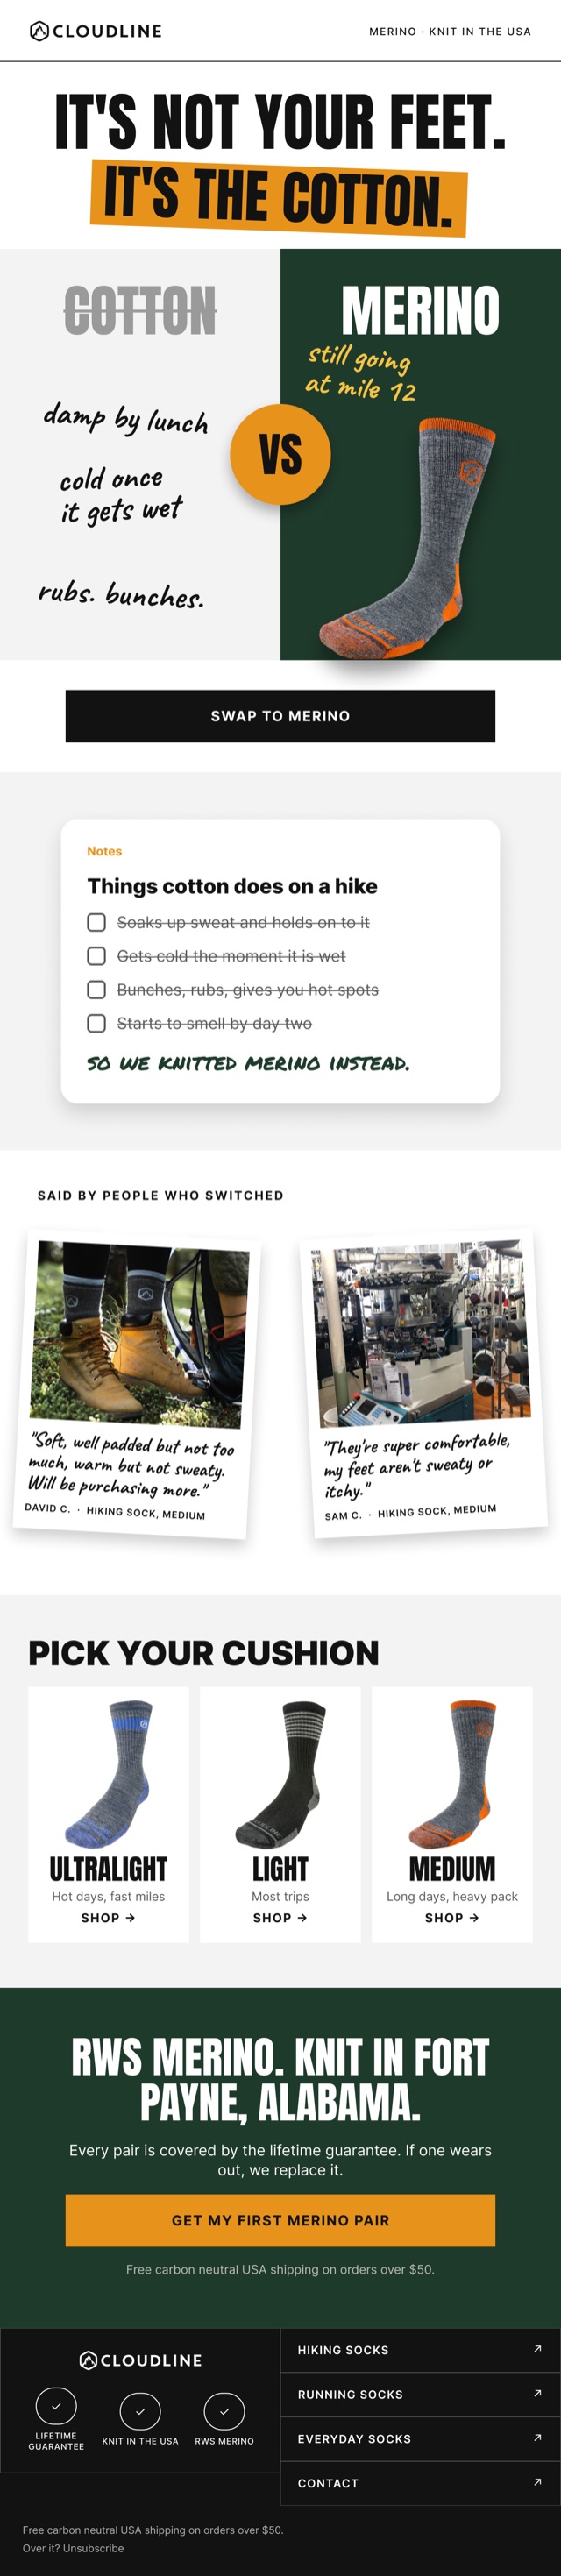 CLOUDLINE
MERINO · KNIT IN THE USA
IT'S NOT YOUR FEET.
IT'S THE COTTON.
COTTON
damp by lunch
cold once
it gets wet
rubs. bunches.
VS
MERINO
still going
at mile 12
SWAP TO MERINO
Notes
Things cotton does on a hike
Soaks up sweat and holds on to it
Gets cold the moment it is wet
Bunches, rubs, gives you hot spots
Starts to smell by day two
SO WE KNITTED MERINO INSTEAD.
SAID BY PEOPLE WHO SWITCHED
"Soft, well padded but not too
much, warm but not sweaty.
Will be purchasing more."
DAVID C. · HIKING SOCK, MEDIUM
"They're super comfortable,
my feet aren't sweaty or
itchy."
SAM C. · HIKING SOCK, MEDIUM
PICK YOUR CUSHION
ULTRALIGHT
Hot days, fast miles
SHOP →
LIGHT
Most trips
SHOP →
MEDIUM
Long days, heavy pack
SHOP →
RWS MERINO. KNIT IN FORT
PAYNE, ALABAMA.
Every pair is covered by the lifetime guarantee. If one wears
out, we replace it.
GET MY FIRST MERINO PAIR
Free carbon neutral USA shipping on orders over $50.
CLOUDLINE
LIFETIME
GUARANTEE
KNIT IN THE USA
RWS MERINO
HIKING SOCKS ↗
RUNNING SOCKS ↗
EVERYDAY SOCKS ↗
CONTACT ↗
Free carbon neutral USA shipping on orders over $50.
Over it? Unsubscribe